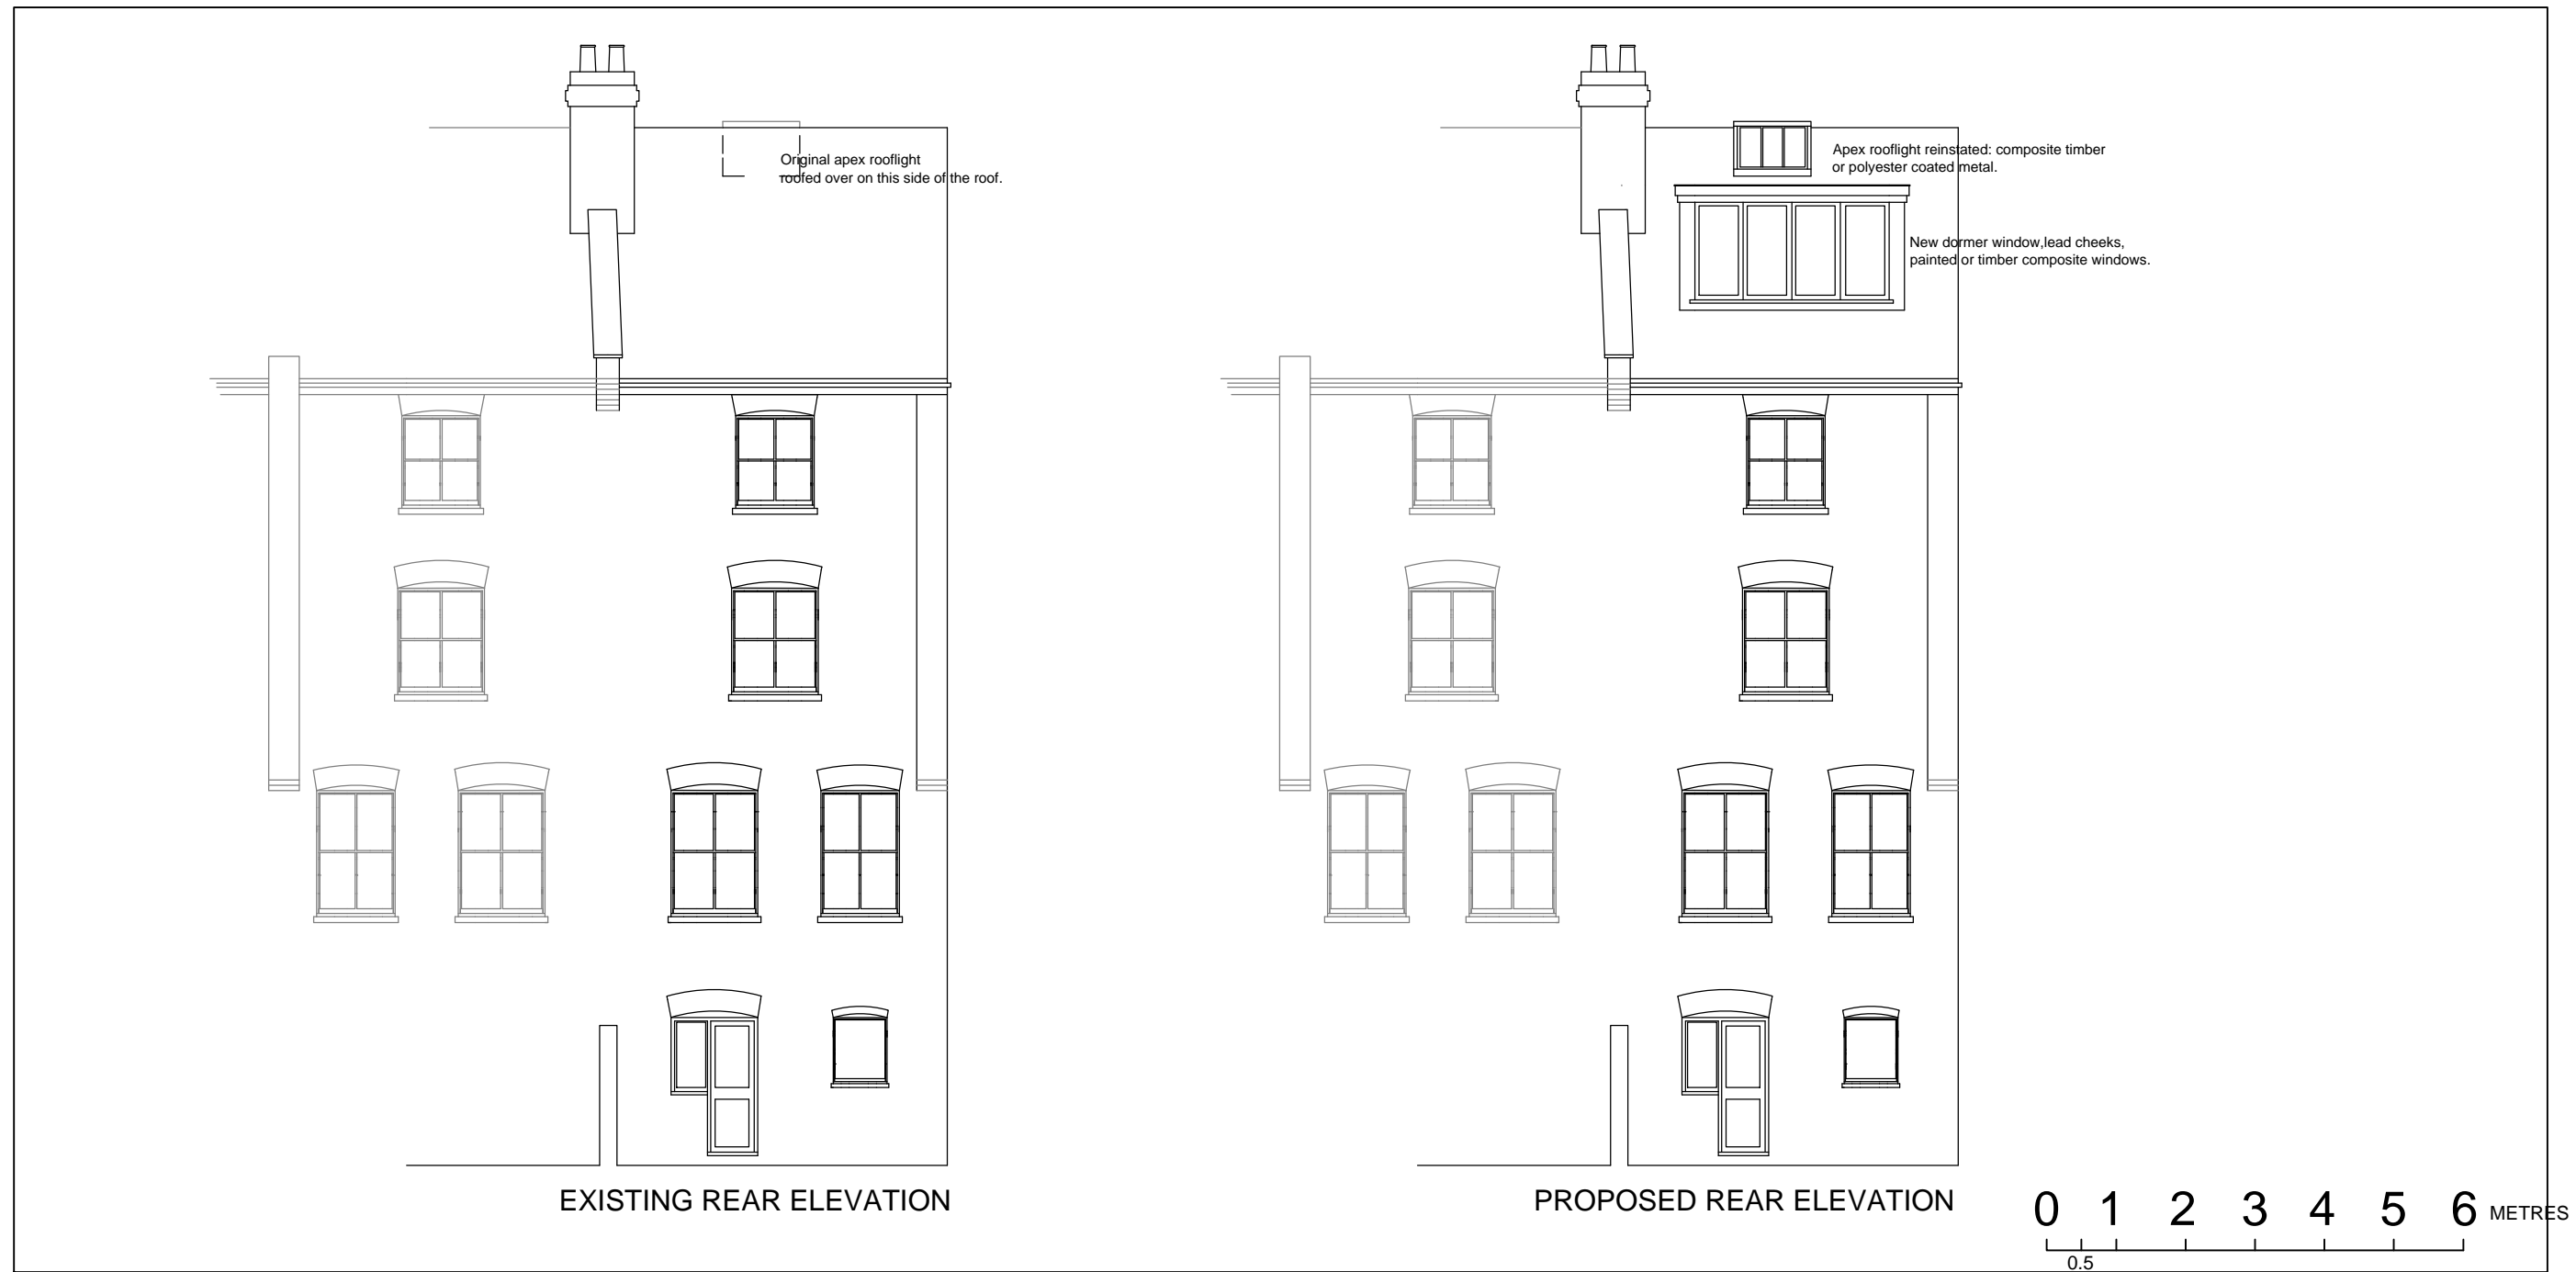 Original apex rooflight
roofed over on this side of the roof.
Apex rooflight reinstated: composite timber
or polyester coated metal.
New dormer window,lead cheeks,
painted or timber composite windows.
EXISTING REAR ELEVATION
PROPOSED REAR ELEVATION
0 1 2 3 4 5 6 METRES
0.5